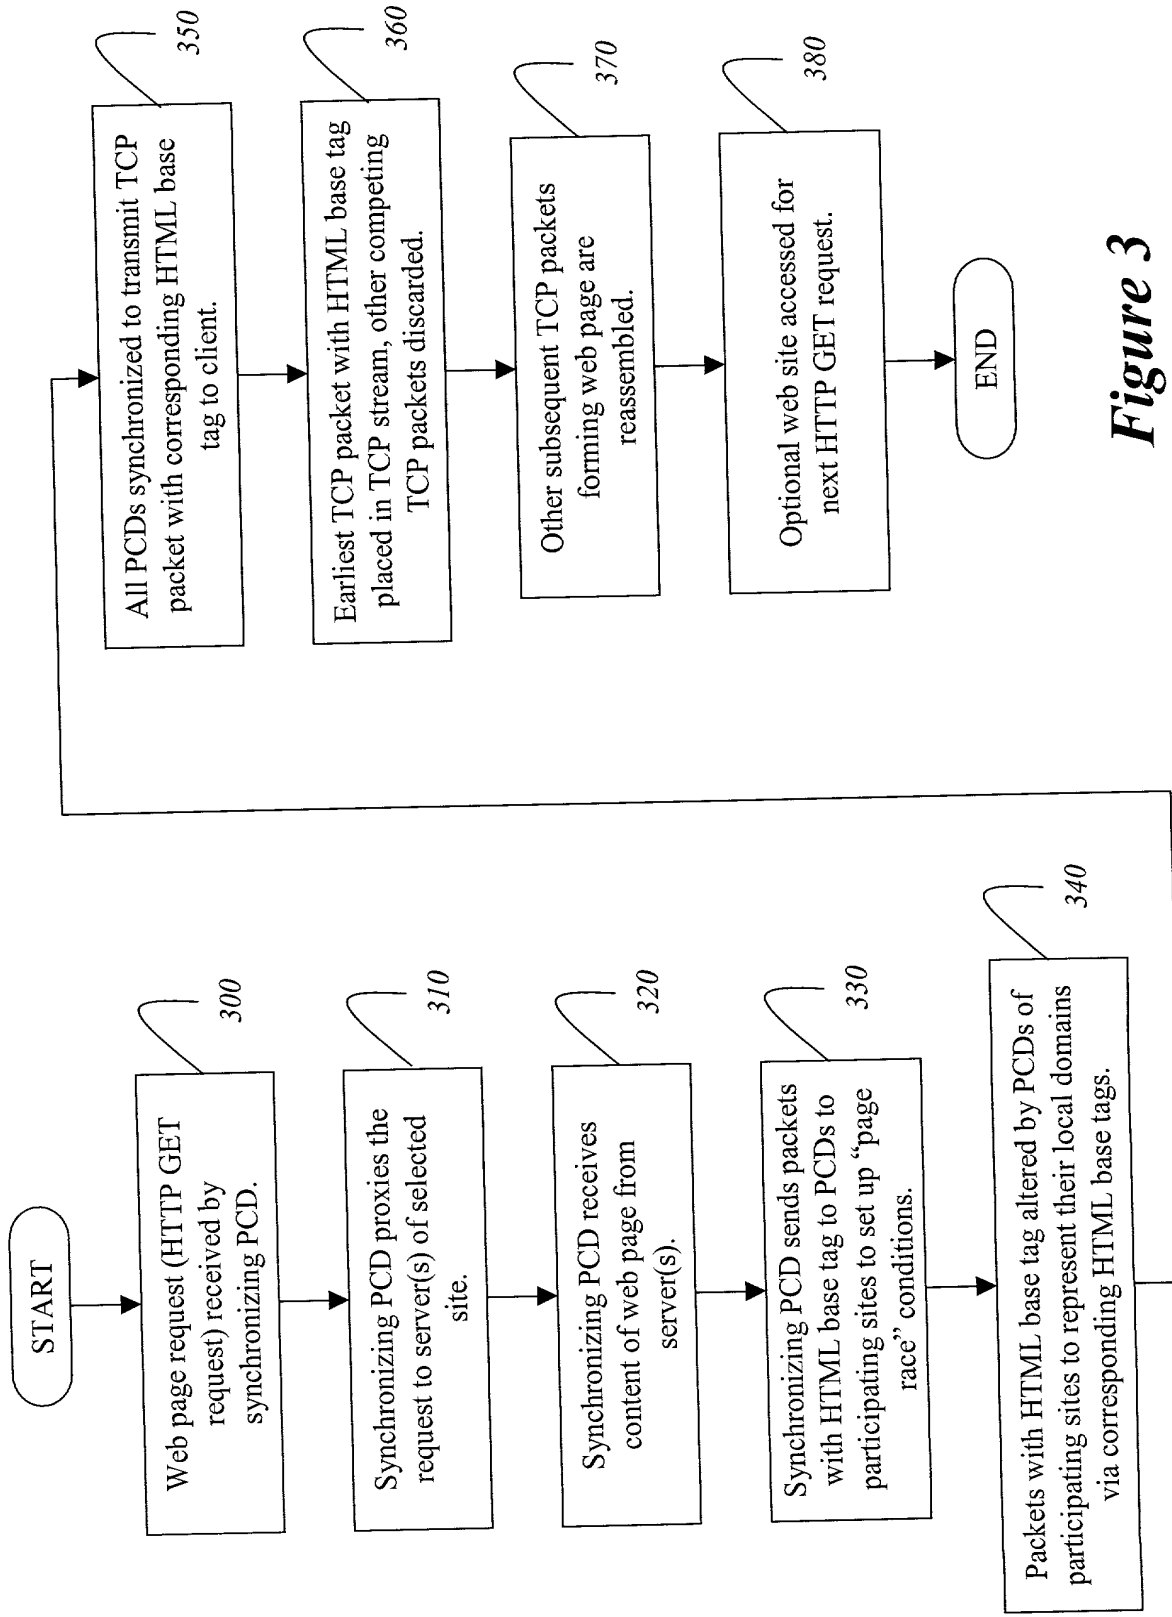 START
Web page request (HTTP GET
request) received by
synchronizing PCD.
300
Synchronizing PCD proxies the
request to server(s) of selected
site.
310
Synchronizing PCD receives
content of web page from
server(s).
320
Synchronizing PCD sends packets
with HTML base tag to PCDs to
participating sites to set up “page
race” conditions.
330
Packets with HTML base tag altered by PCDs of
participating sites to represent their local domains
via corresponding HTML base tags.
340
All PCDs synchronized to transmit TCP
packet with corresponding HTML base
tag to client.
350
Earliest TCP packet with HTML base tag
placed in TCP stream, other competing
TCP packets discarded.
360
Other subsequent TCP packets
forming web page are
reassembled.
370
Optional web site accessed for
next HTTP GET request.
380
END
Figure 3